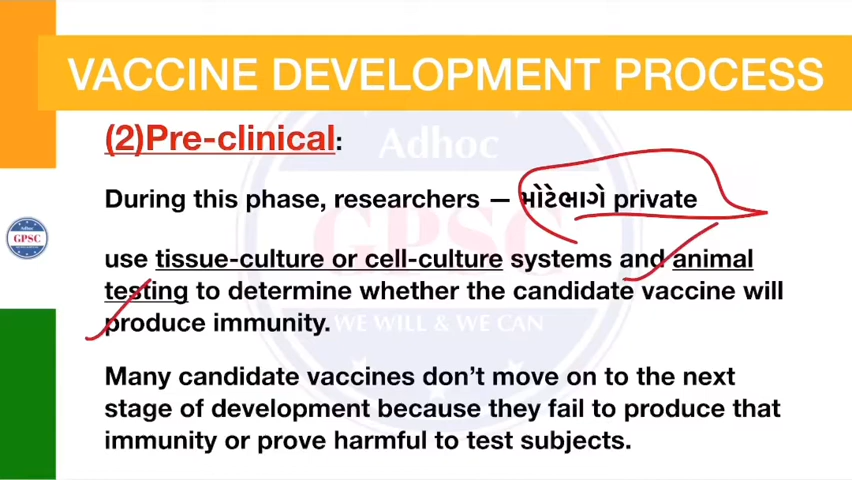 VACCINE DEVELOPMENT PROCESS
(2)Pre-clinical:
Adhoc
During this phase, researchers — મોટેભાગે private
GPSC
Adhoc
GPSC
use tissue-culture or cell-culture systems and animal
testing to determine whether the candidate vaccine will
produce immunity.
WE WILL & WE CAN
Many candidate vaccines don't move on to the next
stage of development because they fail to produce that
immunity or prove harmful to test subjects.